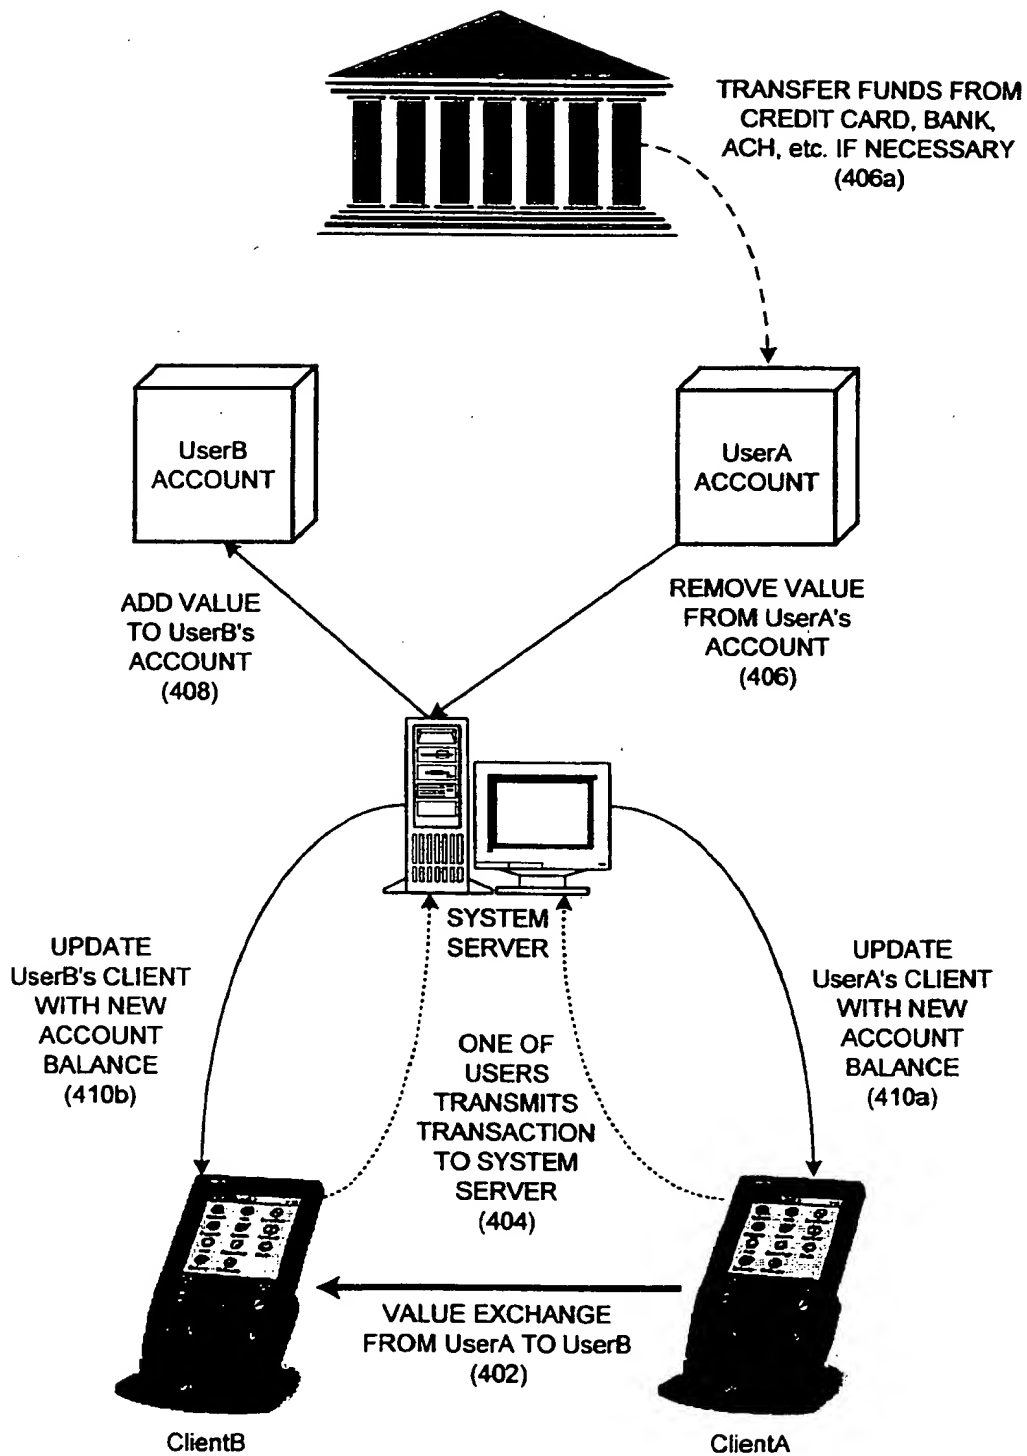 TRANSFER FUNDS FROM
CREDIT CARD, BANK,
ACH, etc. IF NECESSARY
(406a)
UserB
ACCOUNT
UserA
ACCOUNT
ADD VALUE
TO UserB's
ACCOUNT
(408)
REMOVE VALUE
FROM UserA's
ACCOUNT
(406)
SYSTEM
SERVER
UPDATE
UserB's CLIENT
WITH NEW
ACCOUNT
BALANCE
(410b)
ONE OF
USERS
TRANSMITS
TRANSACTION
TO SYSTEM
SERVER
(404)
UPDATE
UserA's CLIENT
WITH NEW
ACCOUNT
BALANCE
(410a)
VALUE EXCHANGE
FROM UserA TO UserB
(402)
ClientB
ClientA